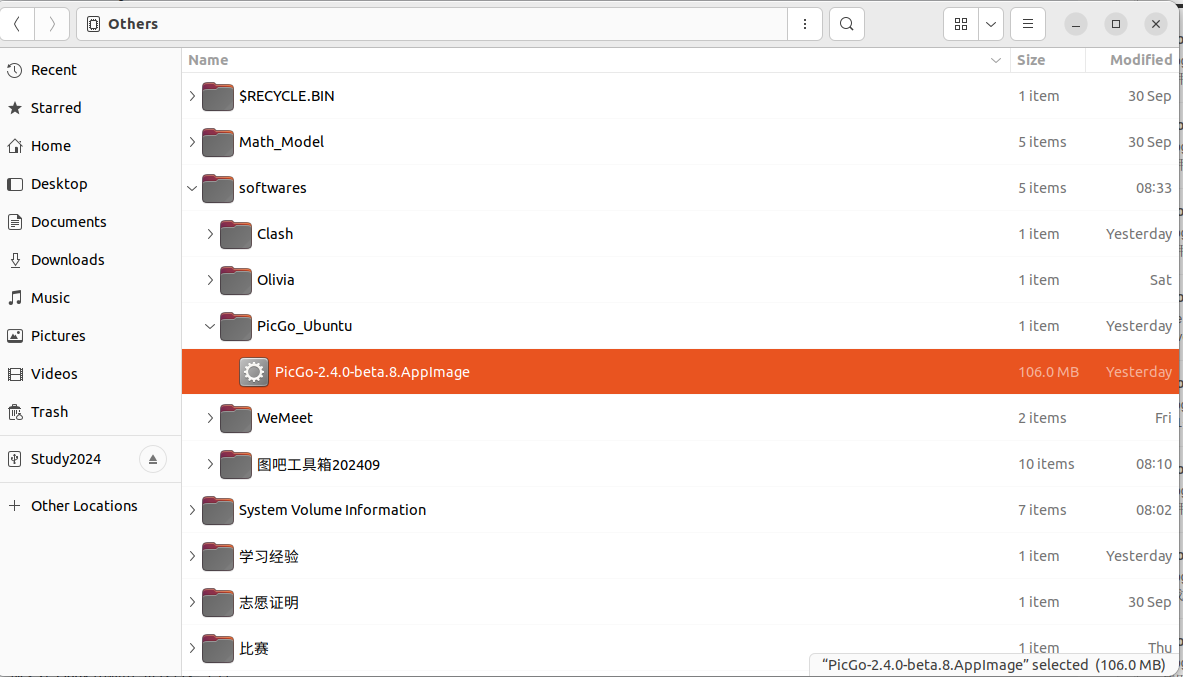 Others
Name Size Modified
Recent
Starred
Home
Desktop
Documents
Downloads
Music
Pictures
Videos
Trash
Study2024
Other Locations
$RECYCLE.BIN 1 item 30 Sep
Math_Model 5 items 30 Sep
softwares 5 items 08:33
Clash 1 item Yesterday
Olivia 1 item Sat
PicGo_Ubuntu 1 item Yesterday
PicGo-2.4.0-beta.8.AppImage 106.0 MB Yesterday
WeMeet 2 items Fri
图吧工具箱202409 10 items 08:10
System Volume Information 7 items 08:02
学习经验 1 item Yesterday
志愿证明 1 item 30 Sep
比赛 1 item Thu
“PicGo-2.4.0-beta.8.AppImage” selected (106.0 MB)